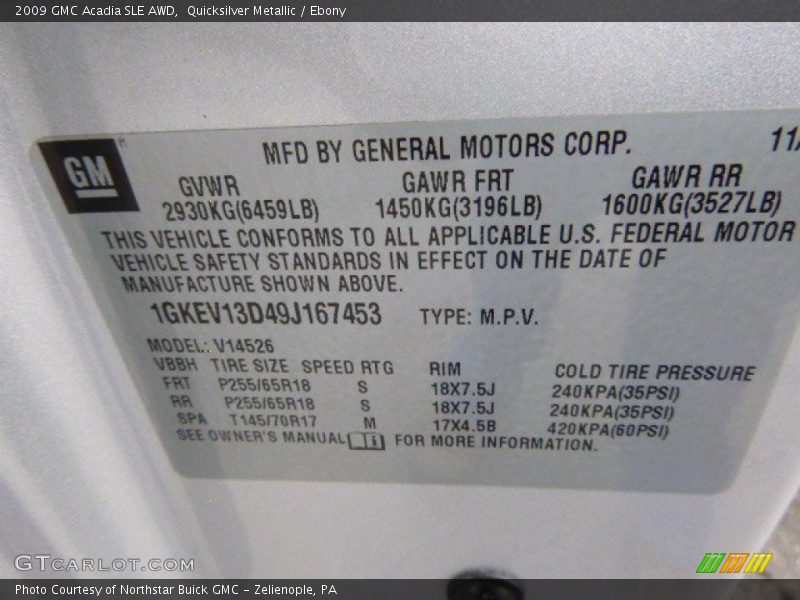 2009 GMC Acadia SLE AWD,  Quicksilver Metallic / Ebony
GM
MFD BY GENERAL MOTORS CORP. 11/
GVWR GAWR FRT GAWR RR
2930KG(6459LB) 1450KG(3196LB) 1600KG(3527LB)
THIS VEHICLE CONFORMS TO ALL APPLICABLE U.S. FEDERAL MOTOR
VEHICLE SAFETY STANDARDS IN EFFECT ON THE DATE OF
MANUFACTURE SHOWN ABOVE.
1GKEV13D49J167453 TYPE: M.P.V.
MODEL: V14526
VBBH TIRE SIZE SPEED RTG RIM COLD TIRE PRESSURE
FRT P255/65R18 S 18X7.5J 240KPA(35PSI)
RR P255/65R18 S 18X7.5J 240KPA(35PSI)
SPA T145/70R17 M 17X4.5B 420KPA(60PSI)
SEE OWNER'S MANUAL i FOR MORE INFORMATION.
GTCARLOT.COM
Photo Courtesy of Northstar Buick GMC - Zelienople, PA